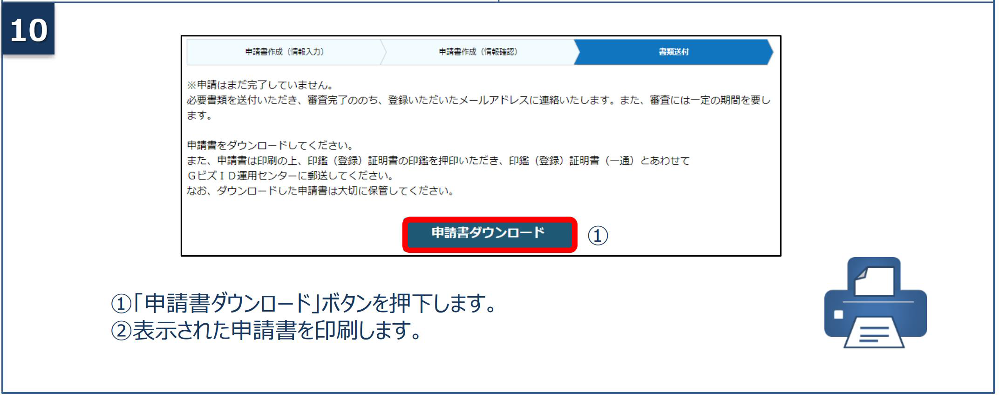 10
申請書作成（情報入力）
申請書作成（情報確認）
書類送付
※申請はまだ完了していません。
必要書類を送付いただき、審査完了ののち、登録いただいたメールアドレスに連絡いたします。また、審査には一定の期間を要し
ます。
申請書をダウンロードしてください。
また、申請書は印刷の上、印鑑（登録）証明書の印鑑を押印いただき、印鑑（登録）証明書（一通）とあわせて
ＧビズＩＤ運用センターに郵送してください。
なお、ダウンロードした申請書は大切に保管してください。
申請書ダウンロード
①
①「申請書ダウンロード」ボタンを押下します。
②表示された申請書を印刷します。